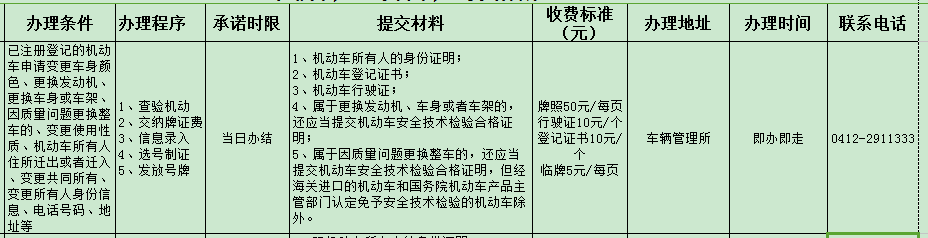 办理条件
办理程序
承诺时限
提交材料
收费标准
（元）
办理地址
办理时间
联系电话
已注册登记的机动
车申请变更车身颜
色、更换发动机、
更换车身或车架、
因质量问题更换整
车的、变更使用性
质、机动车所有人
住所迁出或者迁入
、变更共同所有、
变更所有人身份信
息、电话号码、地
址等
1、查验机动
2、交纳牌证费
3、信息录入
4、选号制证
5、发放号牌
当日办结
1、机动车所有人的身份证明；
2、机动车登记证书；
3、机动车行驶证；
4、属于更换发动机、车身或者车架的，
还应当提交机动车安全技术检验合格证
明；
5、属于因质量问题更换整车的，还应当
提交机动车安全技术检验合格证明，但经
海关进口的机动车和国务院机动车产品主
管部门认定免予安全技术检验的机动车除
外。
牌照50元/每页
行驶证10元/个
登记证书10元/
个
临牌5元/每页
车辆管理所
即办即走
0412-2911333